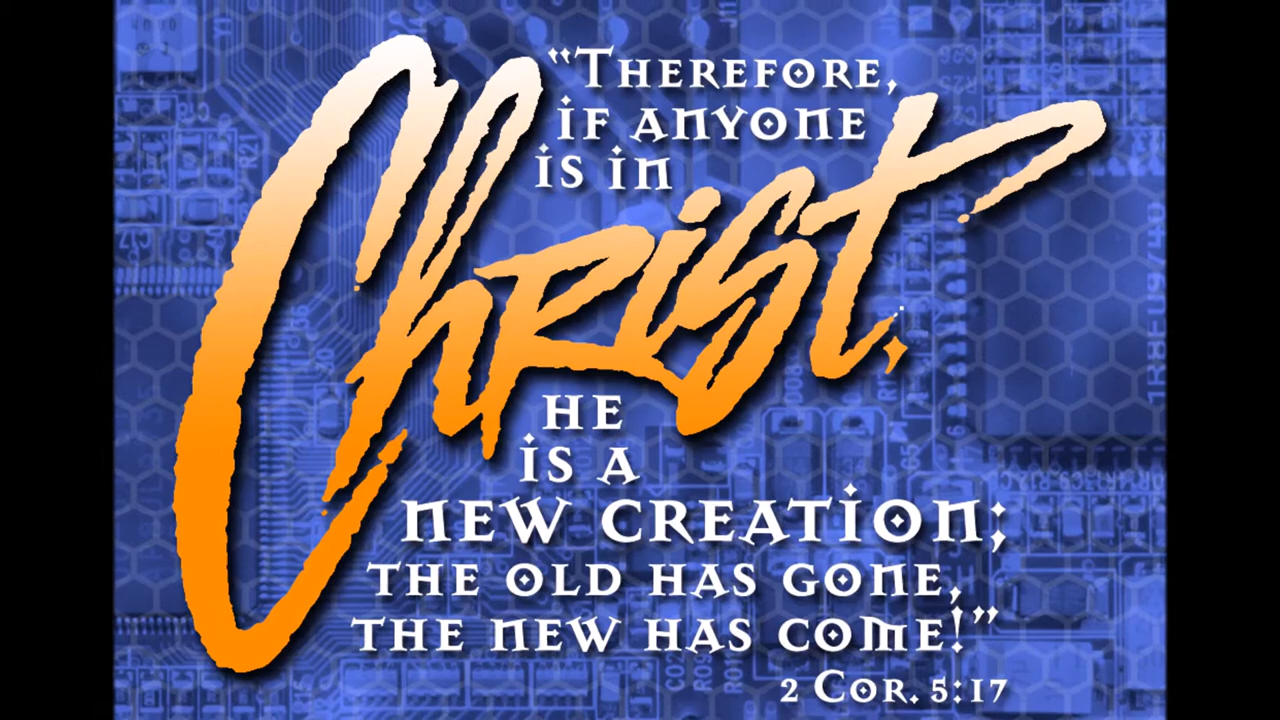 “Therefore,
if anyone
is in
Christ,
he
is a
new creation;
the old has gone,
the new has come!”
2 Cor. 5:17